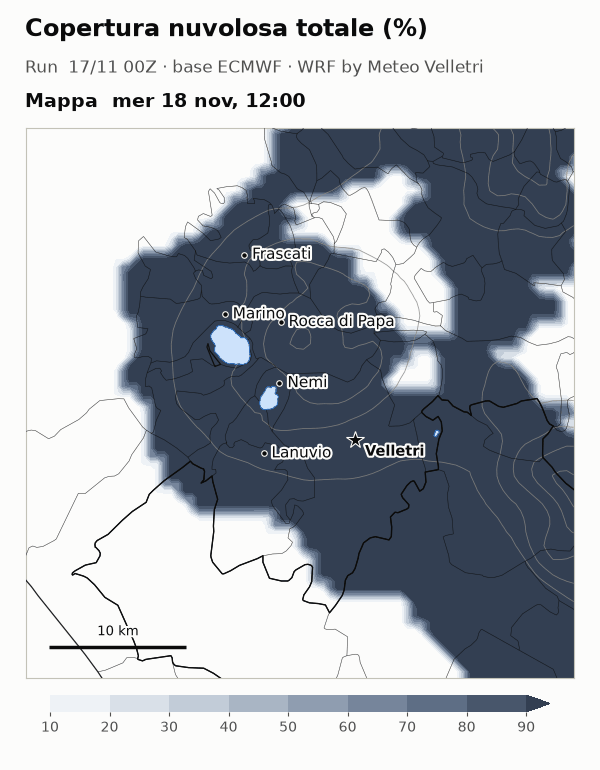 Copertura nuvolosa totale (%)
Run  17/11 00Z · base ECMWF · WRF by Meteo Velletri
Mappa  mer 18 nov, 12:00
Frascati
Marino
Rocca di Papa
Nemi
Velletri
Lanuvio
10 km
10 20 30 40 50 60 70 80 90